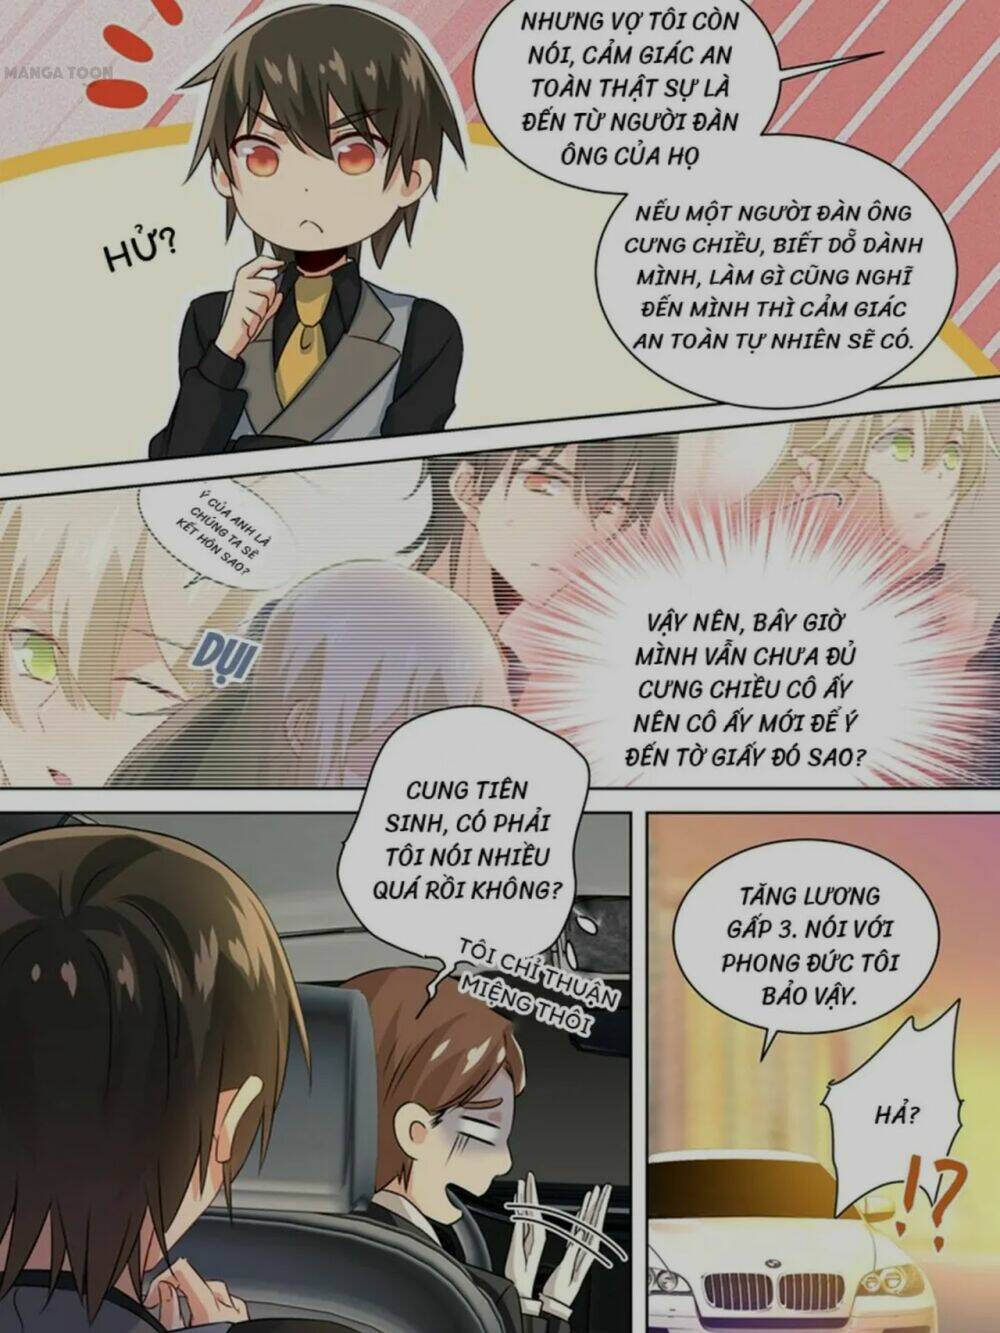 MANGA TOON
NHƯNG VỢ TÔI CÒN
NÓI, CẢM GIÁC AN
TOÀN THẬT SỰ LÀ
ĐẾN TỪ NGƯỜI ĐÀN
ÔNG CỦA HỌ
HỬ?
NẾU MỘT NGƯỜI ĐÀN ÔNG
CƯNG CHIỀU, BIẾT DỖ DÀNH
MÌNH, LÀM GÌ CŨNG NGHĨ
ĐẾN MÌNH THÌ CẢM GIÁC
AN TOÀN TỰ NHIÊN SẼ CÓ.
Ý CỦA ANH LÀ
CHÚNG TA SẼ
KẾT HÔN SAO?
DỤI
VẬY NÊN, BÂY GIỜ
MÌNH VẪN CHƯA ĐỦ
CƯNG CHIỀU CÔ ẤY
NÊN CÔ ẤY MỚI ĐỂ Ý
ĐẾN TỜ GIẤY ĐÓ SAO?
CUNG TIÊN
SINH, CÓ PHẢI
TÔI NÓI NHIỀU
QUÁ RỒI KHÔNG?
TÔI CHỈ THUẬN
MIỆNG THÔI
TĂNG LƯƠNG
GẤP 3. NÓI VỚI
PHONG ĐỨC TÔI
BẢO VẬY.
HẢ?
!?
BMW